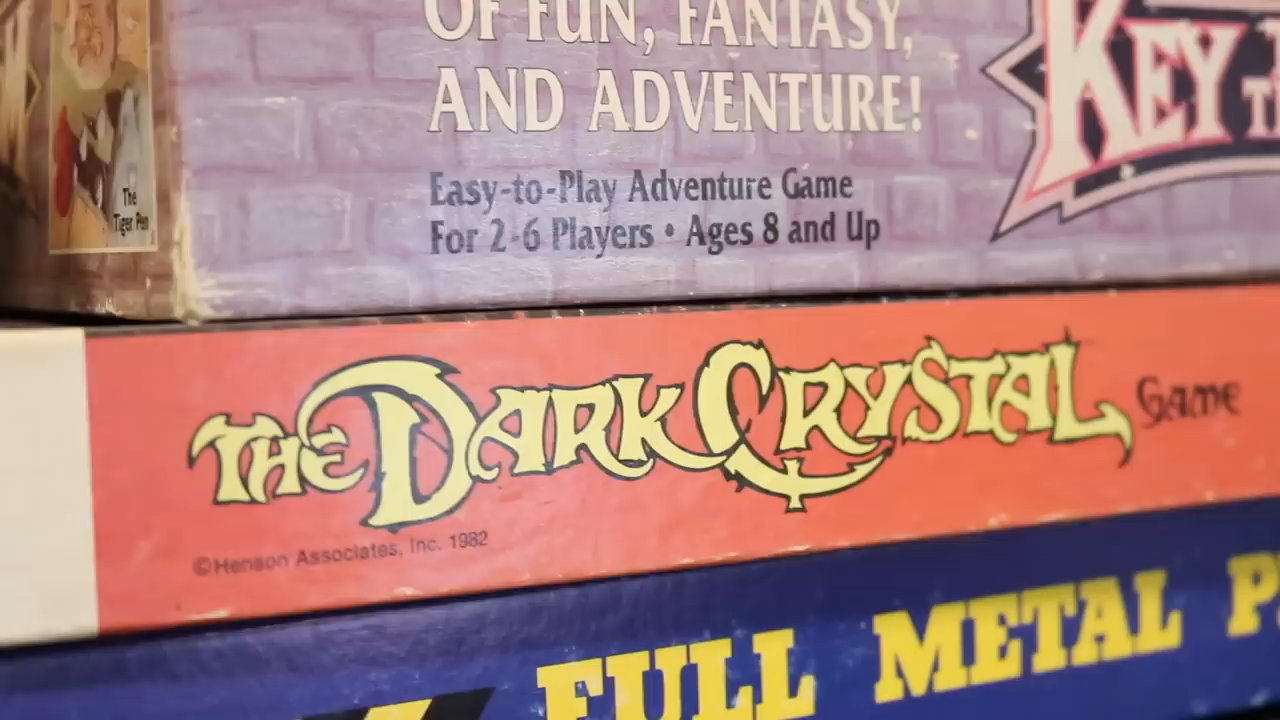 OF FUN, FANTASY,
AND ADVENTURE!
Easy-to-Play Adventure Game
For 2-6 Players • Ages 8 and Up
KEY
The
Tiger Pen
THE DARK CRYSTAL Game
©Henson Associates, Inc. 1982
FULL METAL